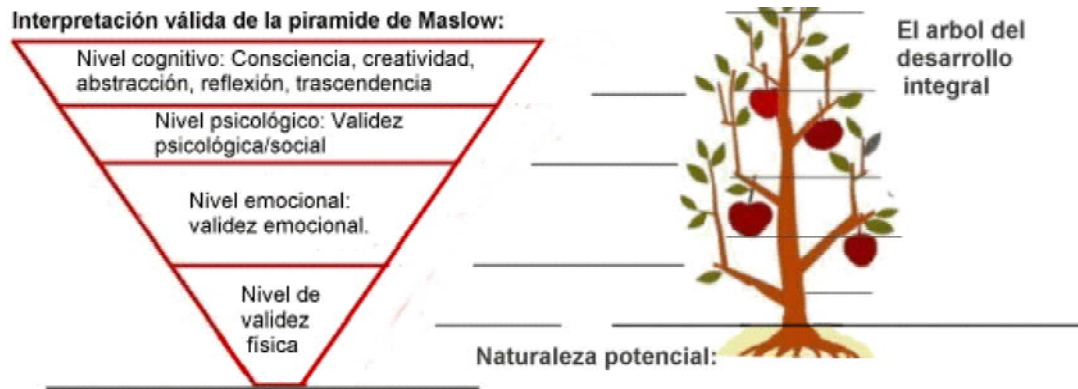 Interpretación válida de la piramide de Maslow:
Nivel cognitivo: Consciencia, creatividad,
abstracción, reflexión, trascendencia
Nivel psicológico: Validez
psicológica/social
Nivel emocional:
validez emocional.
Nivel de
validez
física
El arbol del
desarrollo
integral
Naturaleza potencial: